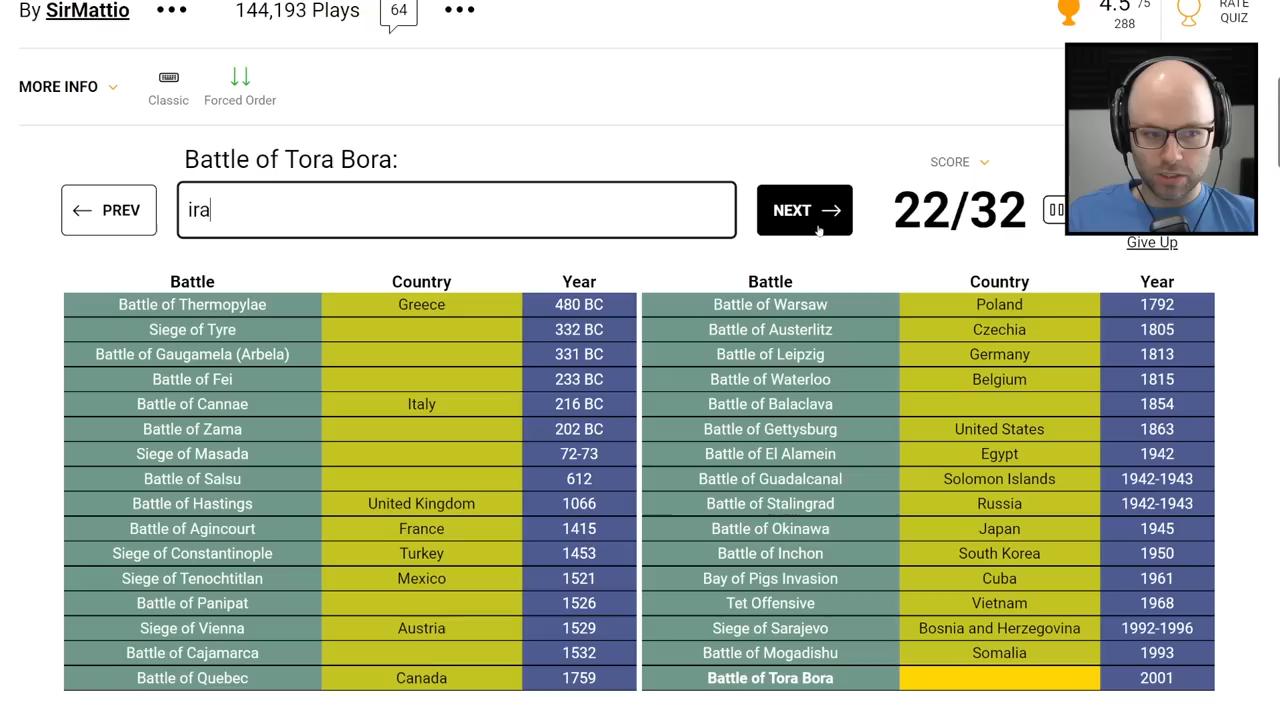 By SirMattio ••• 144,193 Plays 64 ••• 4.5 /5 288 RATE QUIZ
MORE INFO Classic Forced Order
Battle of Tora Bora:
SCORE
← PREV
ira
NEXT →
22/32
Give Up
Battle Country Year Battle Country Year
Battle of Thermopylae Greece 480 BC Battle of Warsaw Poland 1792
Siege of Tyre 332 BC Battle of Austerlitz Czechia 1805
Battle of Gaugamela (Arbela) 331 BC Battle of Leipzig Germany 1813
Battle of Fei 233 BC Battle of Waterloo Belgium 1815
Battle of Cannae Italy 216 BC Battle of Balaclava 1854
Battle of Zama 202 BC Battle of Gettysburg United States 1863
Siege of Masada 72-73 Battle of El Alamein Egypt 1942
Battle of Salsu 612 Battle of Guadalcanal Solomon Islands 1942-1943
Battle of Hastings United Kingdom 1066 Battle of Stalingrad Russia 1942-1943
Battle of Agincourt France 1415 Battle of Okinawa Japan 1945
Siege of Constantinople Turkey 1453 Battle of Inchon South Korea 1950
Siege of Tenochtitlan Mexico 1521 Bay of Pigs Invasion Cuba 1961
Battle of Panipat 1526 Tet Offensive Vietnam 1968
Siege of Vienna Austria 1529 Siege of Sarajevo Bosnia and Herzegovina 1992-1996
Battle of Cajamarca 1532 Battle of Mogadishu Somalia 1993
Battle of Quebec Canada 1759 Battle of Tora Bora 2001